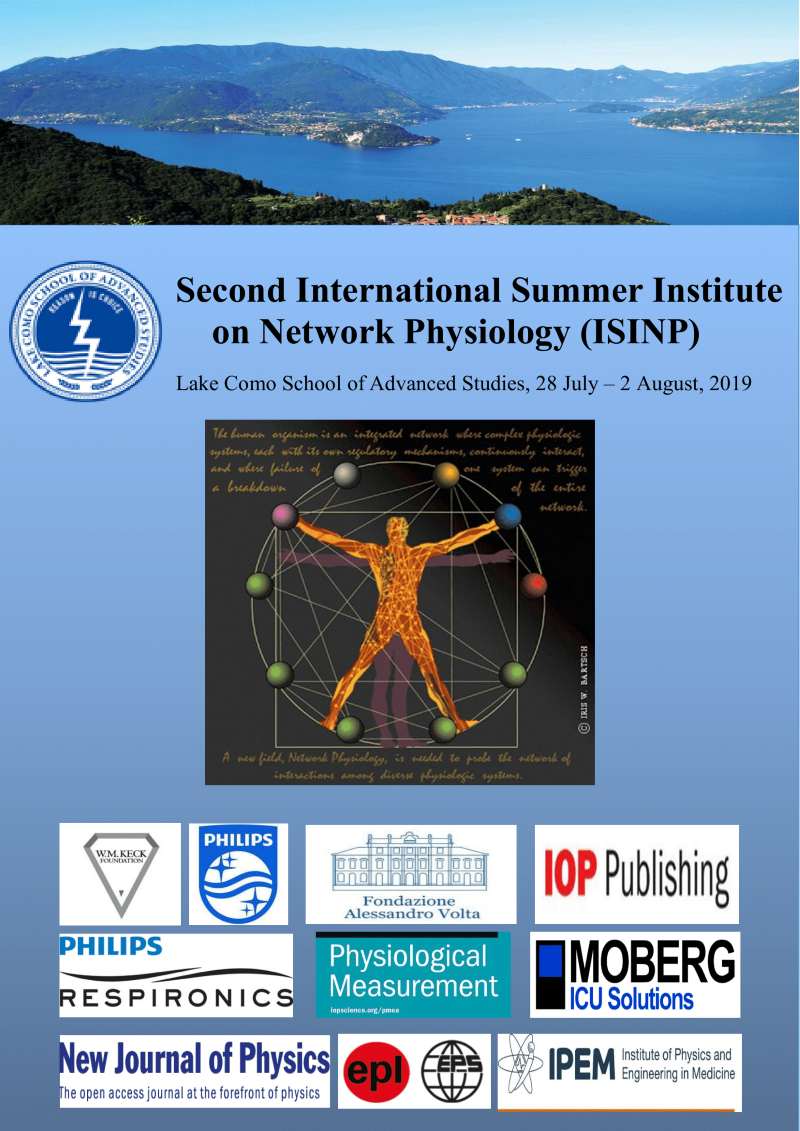 LAKE COMO SCHOOL OF ADVANCED STUDIES
REASON IS CHOICE
Second International Summer Institute
on Network Physiology (ISINP)
Lake Como School of Advanced Studies, 28 July – 2 August, 2019
The human organism is an integrated network where complex physiologic
systems, each with its own regulatory mechanisms, continuously interact,
and where failure of one system can trigger
a breakdown of the entire
network.
© IRIS W. BARTSCH
A new field, Network Physiology, is needed to probe the network of
interactions among diverse physiologic systems.
W.M. KECK
FOUNDATION
PHILIPS
Fondazione
Alessandro Volta
IOP Publishing
PHILIPS
RESPIRONICS
Physiological
Measurement
iopscience.org/pmea
MOBERG
ICU Solutions
New Journal of Physics
The open access journal at the forefront of physics
epl
EPS
IPEM
Institute of Physics and
Engineering in Medicine